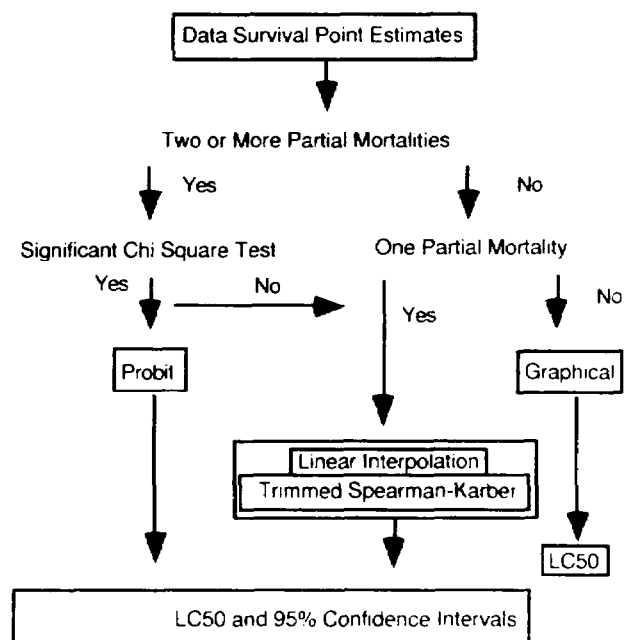 Data Survival Point Estimates
Two or More Partial Mortalities
Yes
No
Significant Chi Square Test
One Partial Mortality
Yes
No
Yes
No
Probit
Graphical
Linear Interpolation
Trimmed Spearman-Karber
LC50
LC50 and 95% Confidence Intervals